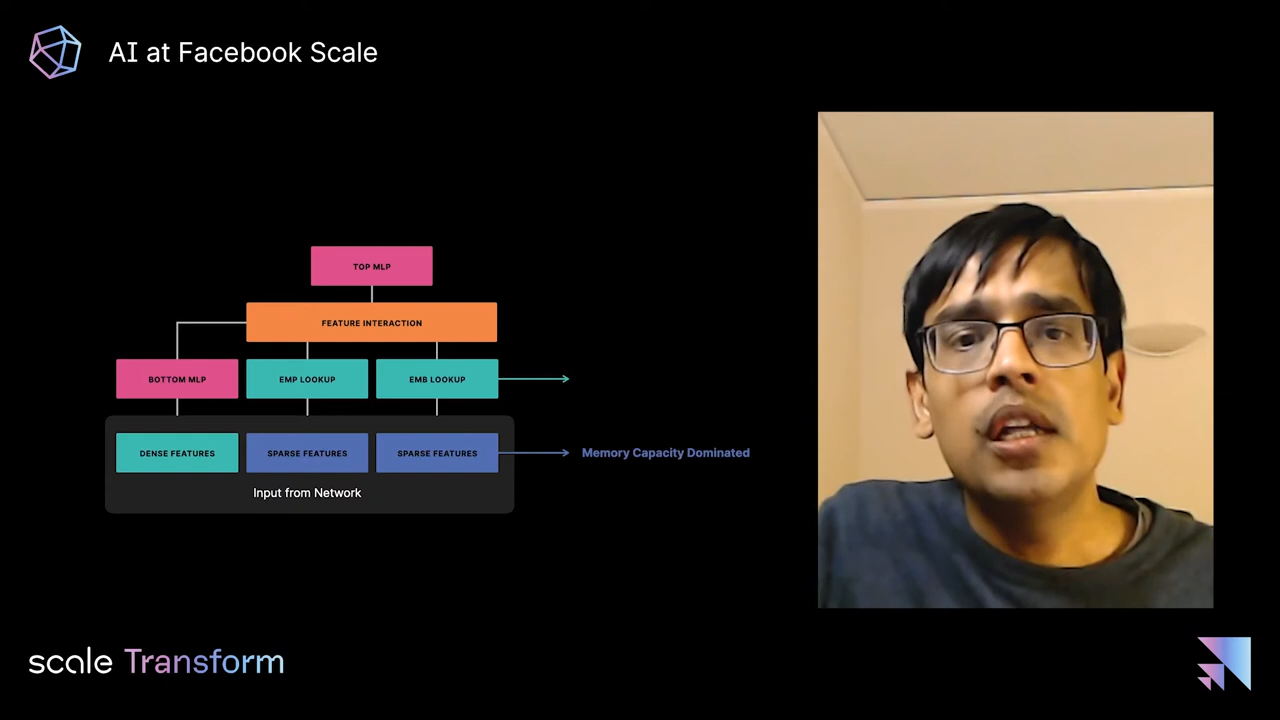 AI at Facebook Scale
TOP MLP
FEATURE INTERACTION
BOTTOM MLP
EMP LOOKUP
EMB LOOKUP
DENSE FEATURES
SPARSE FEATURES
SPARSE FEATURES
Memory Capacity Dominated
Input from Network
scale Transform